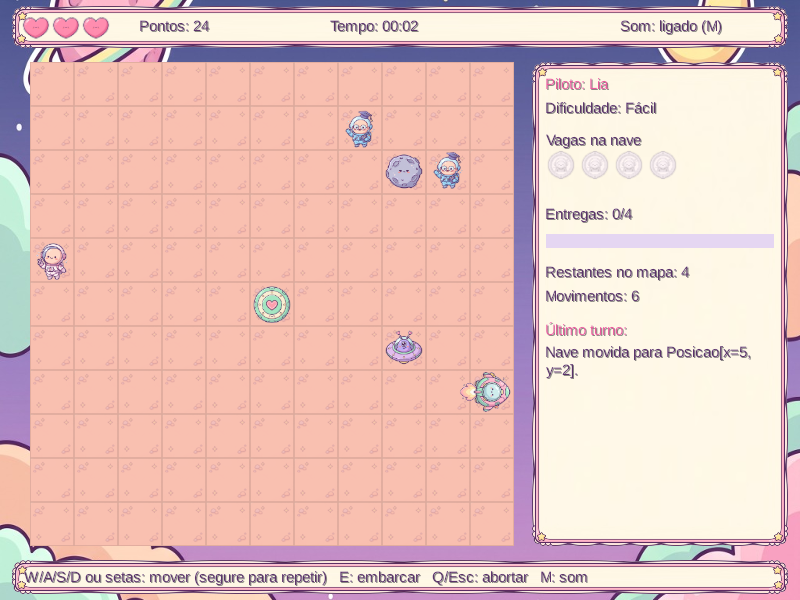 Pontos: 24 Tempo: 00:02 Som: ligado (M)
Piloto: Lia
Dificuldade: Fácil
Vagas na nave
Entregas: 0/4
Restantes no mapa: 4
Movimentos: 6
Último turno:
Nave movida para Posicao[x=5,
y=2].
W/A/S/D ou setas: mover (segure para repetir) E: embarcar Q/Esc: abortar M: som